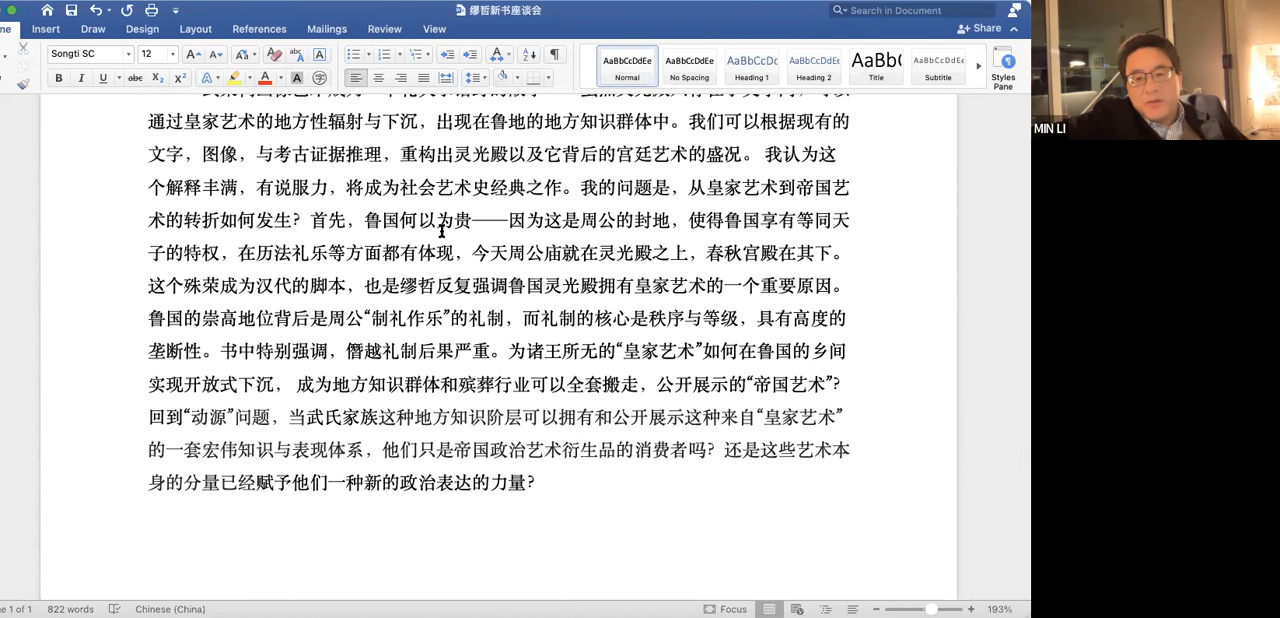 缪哲新书座谈会
Search in Document
me
Insert
Draw
Design
Layout
References
Mailings
Review
View
Share
Songti SC
12
AaBbCcDdEe
AaBbCcDdEe
AaBbCcDc
AaBbCcDdEe
AaBbC
AaBbCcDdEe
Normal
No Spacing
Heading 1
Heading 2
Title
Subtitle
Styles
Pane
通过皇家艺术的地方性辐射与下沉，出现在鲁地的地方知识群体中。我们可以根据现有的
文字，图像，与考古证据推理，重构出灵光殿以及它背后的宫廷艺术的盛况。 我认为这
个解释丰满，有说服力，将成为社会艺术史经典之作。我的问题是，从皇家艺术到帝国艺
术的转折如何发生？首先，鲁国何以为贵——因为这是周公的封地，使得鲁国享有等同天
子的特权，在历法礼乐等方面都有体现，今天周公庙就在灵光殿之上，春秋宫殿在其下。
这个殊荣成为汉代的脚本，也是缪哲反复强调鲁国灵光殿拥有皇家艺术的一个重要原因。
鲁国的崇高地位背后是周公“制礼作乐”的礼制，而礼制的核心是秩序与等级，具有高度的
垄断性。书中特别强调，僭越礼制后果严重。为诸王所无的“皇家艺术”如何在鲁国的乡间
实现开放式下沉， 成为地方知识群体和殡葬行业可以全套搬走，公开展示的“帝国艺术”？
回到“动源”问题，当武氏家族这种地方知识阶层可以拥有和公开展示这种来自“皇家艺术”
的一套宏伟知识与表现体系，他们只是帝国政治艺术衍生品的消费者吗？还是这些艺术本
身的分量已经赋予他们一种新的政治表达的力量？
e 1 of 1
822 words
Chinese (China)
Focus
193%
MIN LI